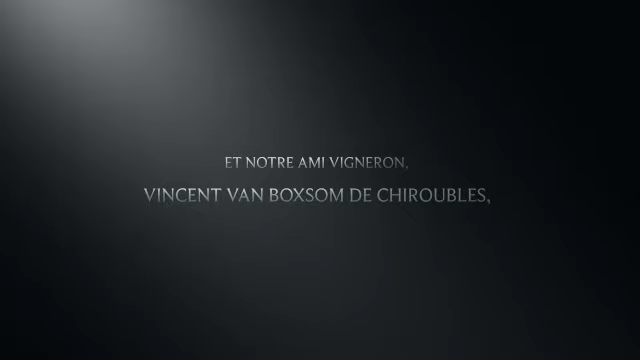 ET NOTRE AMI VIGNERON,
VINCENT VAN BOXSOM DE CHIROUBLES,